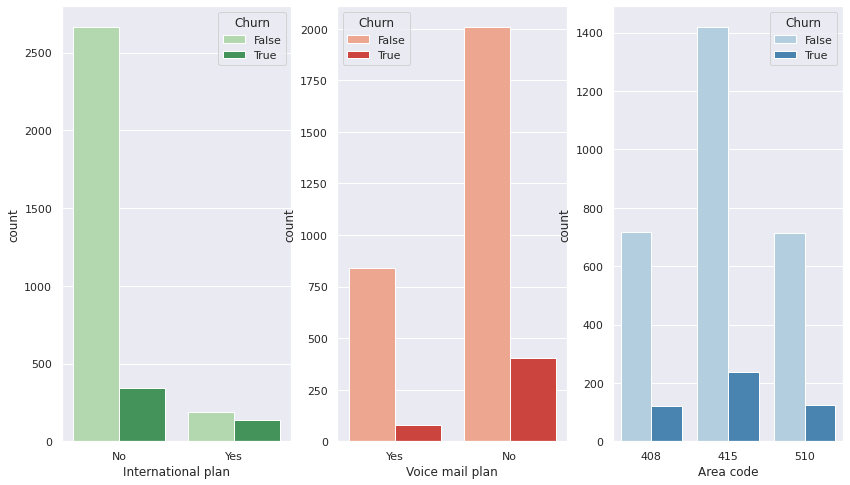 Churn
False
True
2500
2000
1500
1000
500
0
count
No
Yes
International plan
Churn
False
True
2000
1750
1500
1250
1000
750
500
250
0
count
Yes
No
Voice mail plan
Churn
False
True
1400
1200
1000
800
600
400
200
0
count
408
415
510
Area code